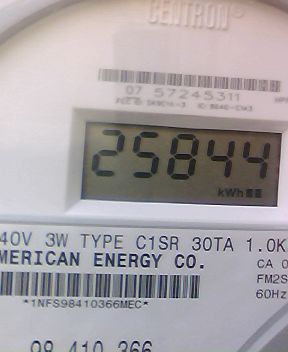 CENTRON®
07 57245311
25844
kWh
40V 3W TYPE C1SR 30TA 1.0K
MERICAN ENERGY CO.
CA 0
FM2S
60Hz
*1NFS98410366MEC*
98 410 366